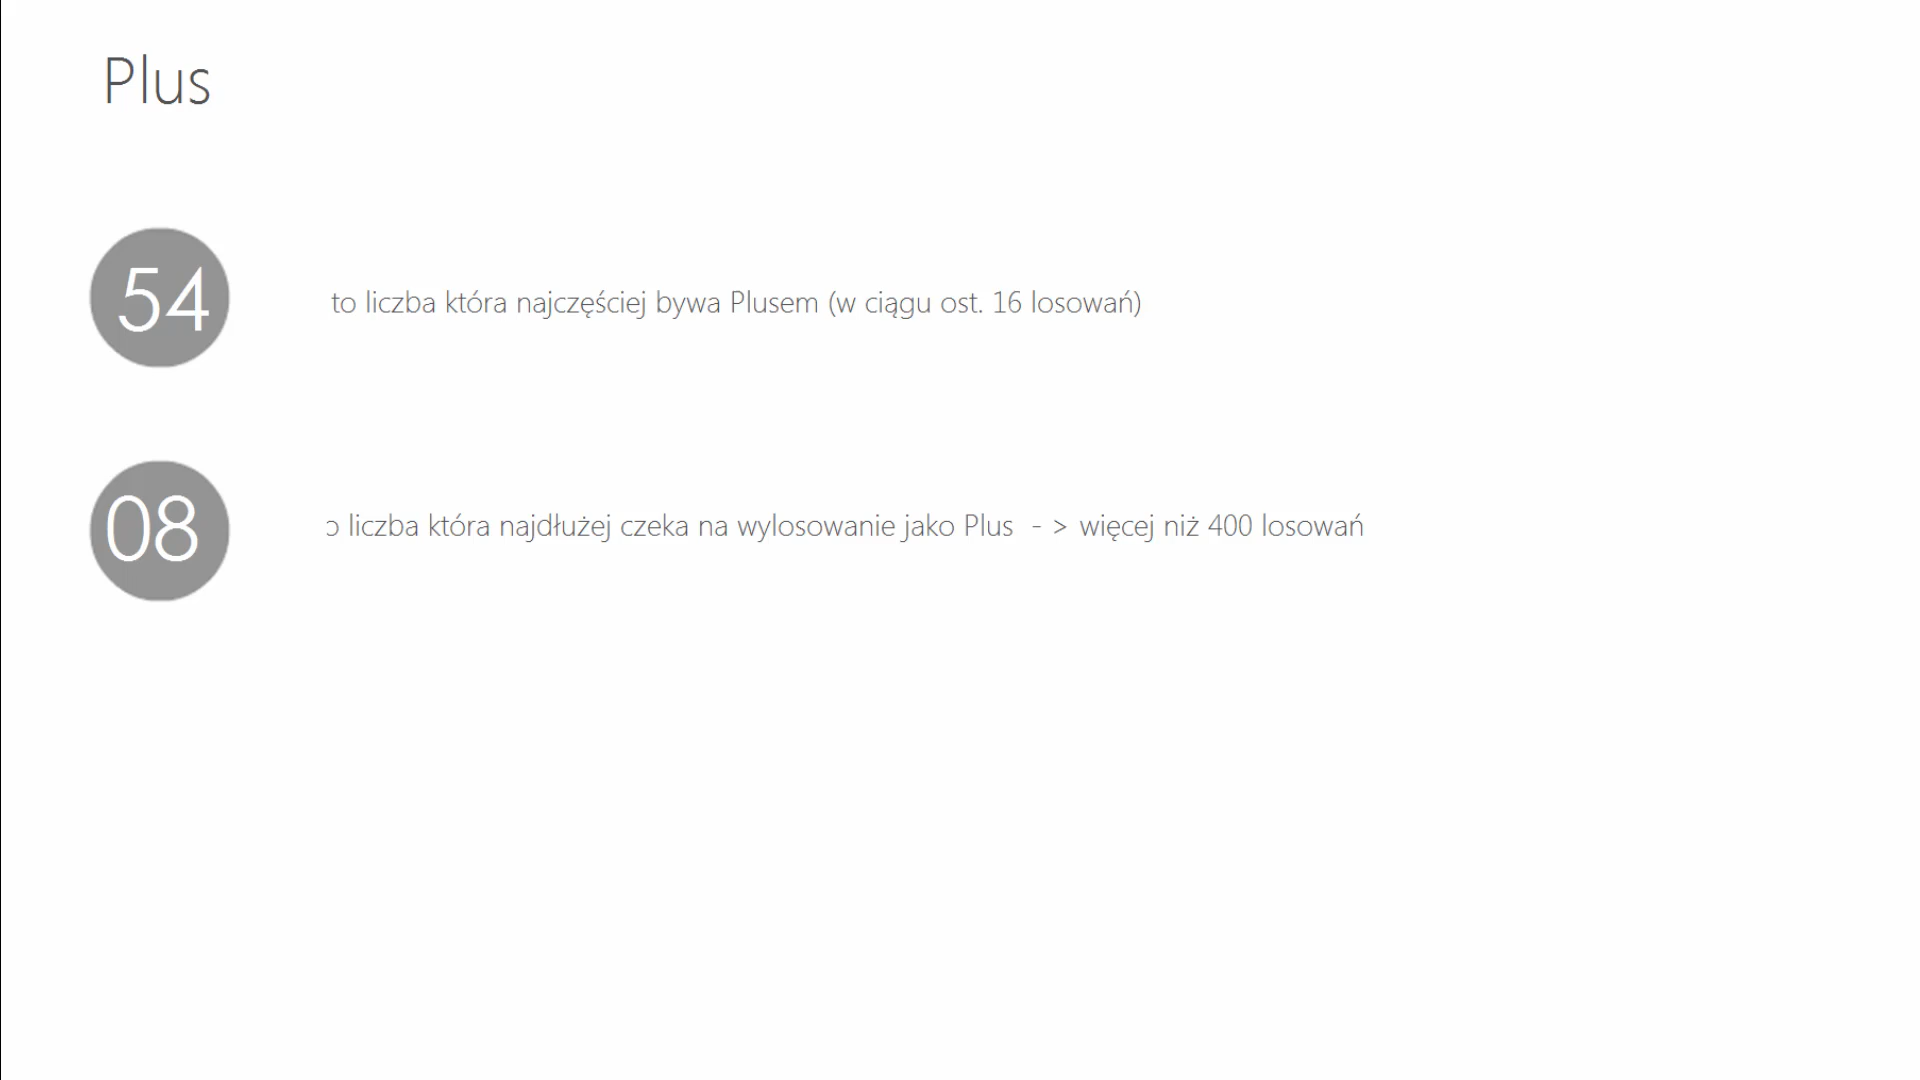 Plus
54
to liczba która najczęściej bywa Plusem (w ciągu ost. 16 losowań)
08
o liczba która najdłużej czeka na wylosowanie jako Plus - > więcej niż 400 losowań